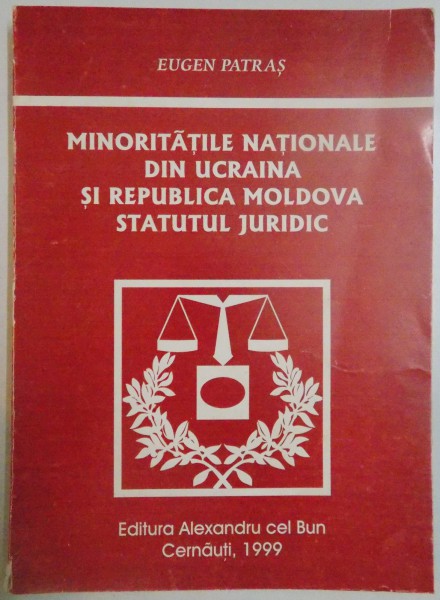 EUGEN PATRAȘ
MINORITĂȚILE NAȚIONALE
DIN UCRAINA
ȘI REPUBLICA MOLDOVA
STATUTUL JURIDIC
Editura Alexandru cel Bun
Cernăuți, 1999